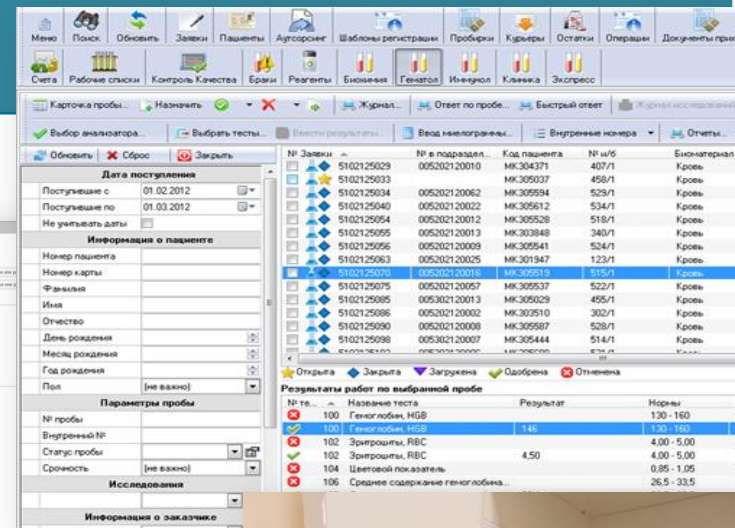 Меню Поиск Обновить Заявки Пациенты Аутсорсинг Шаблоны регистрации Пробирки Курьеры Остатки Операции Документы
Счета Рабочие списки Контроль Качества Браки Реагенты Биохимия Гематол Иммунол Клиника Экспресс
Карточка пробы... Назначить Журнал... Ответ по пробе... Быстрый ответ Журнал исследований
Выбор анализатора... Выбрать тесты... Ввести результаты... Ввод миелограммы... Внутренние номера Отчеты...
Обновить Сброс Закрыть
Дата поступления
Поступившие с 01.02.2012
Поступившие по 01.03.2012
Не учитывать даты
Информация о пациенте
Номер пациента
Номер карты
Фамилия
Имя
Отчество
День рождения
Месяц рождения
Год рождения
Пол (не важно)
Параметры пробы
№ пробы
Внутренний №
Статус пробы
Срочность (не важно)
Исследования
Информация о заказчике
№ Заявки № в подраздел... Код пациента № и/б Биоматериал
5102125029 005202120010 МК304371 407/1 Кровь
5102125033 МК305037 458/1 Кровь
5102125034 005202120062 МК305594 529/1 Кровь
5102125040 005202120022 МК305612 534/1 Кровь
5102125054 005202120012 МК305528 518/1 Кровь
5102125055 005202120013 МК303848 340/1 Кровь
5102125056 005202120009 МК305541 524/1 Кровь
5102125063 005202120025 МК301947 123/1 Кровь
5102125070 005202120016 МК305519 515/1 Кровь
5102125075 005202120057 МК305537 522/1 Кровь
5102125085 005302120013 МК305029 455/1 Кровь
5102125086 005202120002 МК303510 302/1 Кровь
5102125090 005202120008 МК305587 528/1 Кровь
5102125098 005302120007 МК305444 514/1 Кровь
Открыта Закрыта Загружена Одобрена Отменена
Результаты работ по выбранной пробе
№ те... Название теста Результат Нормы
100 Гемоглобин, HGB 130 - 160
100 Гемоглобин, HGB 146 130 - 160
102 Эритроциты, RBC 4,00 - 5,00
102 Эритроциты, RBC 4,50 4,00 - 5,00
104 Цветовой показатель 0,85 - 1,05
106 Среднее содержание гемоглобина... 26,5 - 33,5